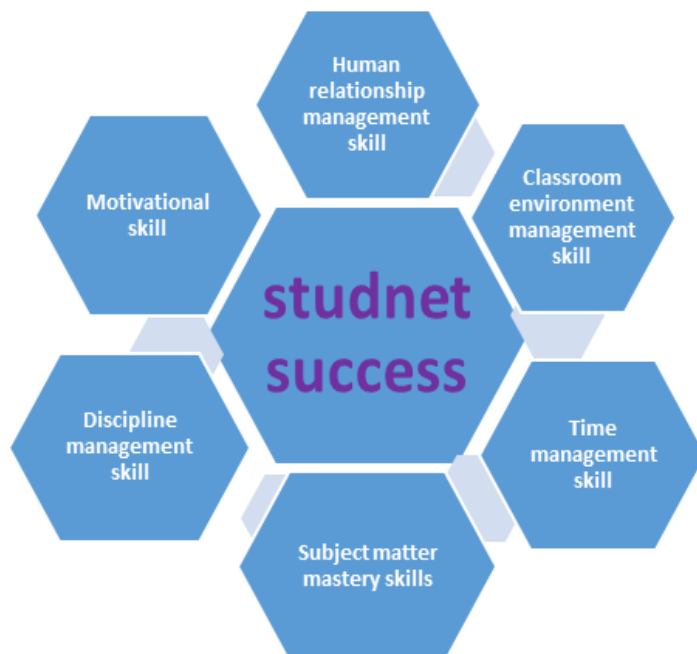 Human
relationship
management
skill
Classroom
environment
management
skill
Time
management
skill
Subject matter
mastery skills
Discipline
management
skill
Motivational
skill
studnet
success